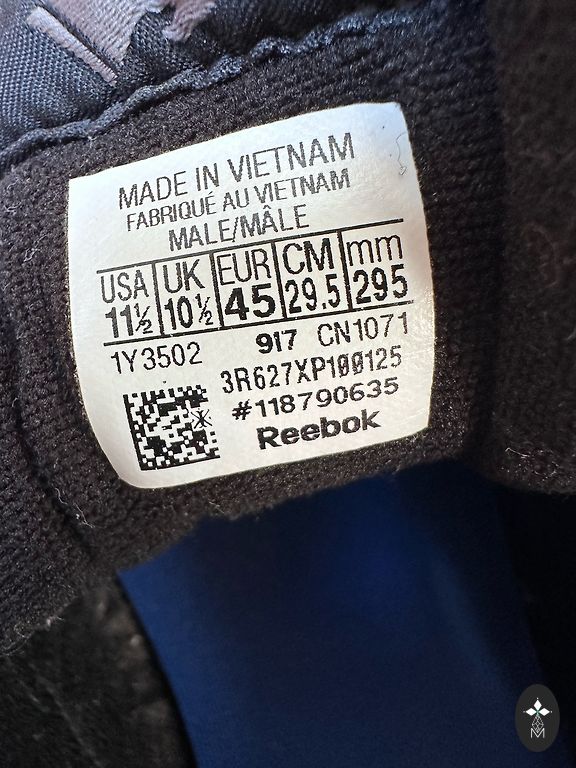 MADE IN VIETNAM
FABRIQUÉ AU VIETNAM
MALE/MÂLE
USA UK EUR CM mm
11½ 10½ 45 29.5 295
1Y3502 917 CN1071
3R627XP100125
#118790635
Reebok